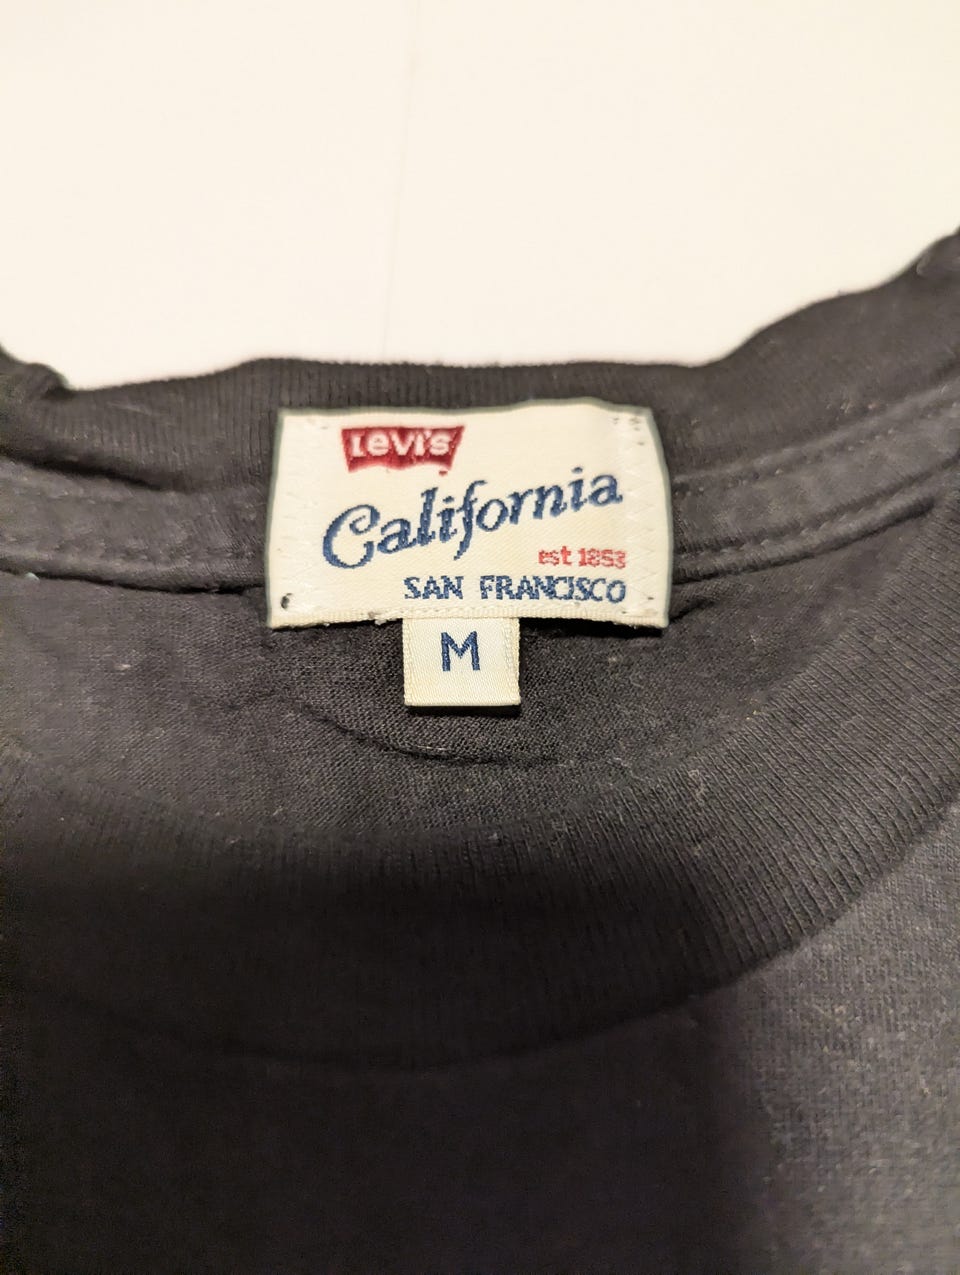 Levi's
California
est 1853
SAN FRANCISCO
M